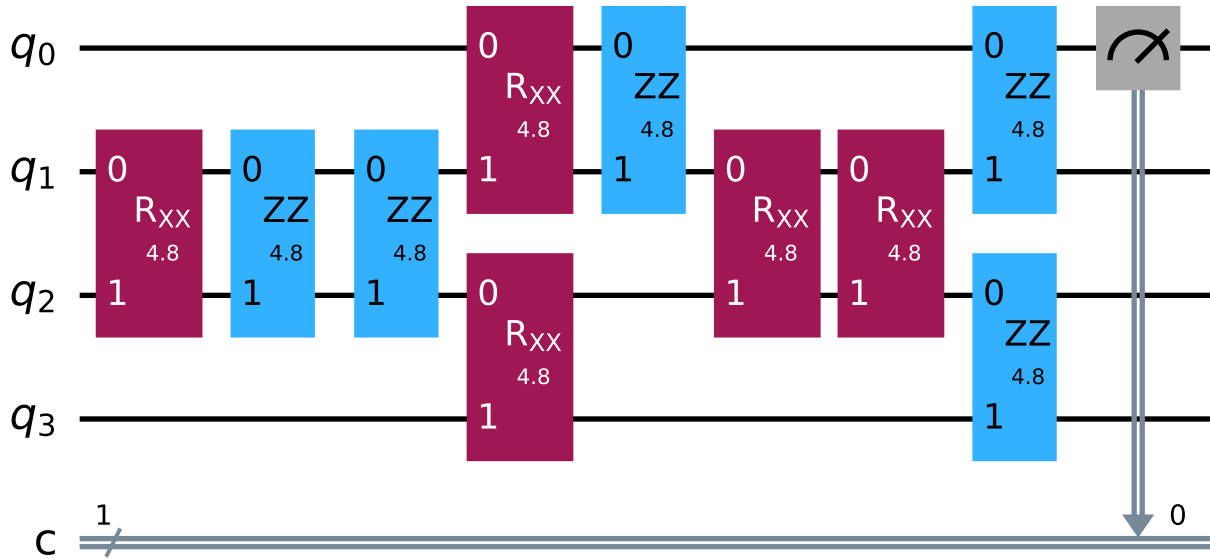 q0 0 0 0
RXX ZZ ZZ
4.8 4.8 4.8
q1 0 0 0 1 1 0 0 1
RXX ZZ ZZ RXX RXX
4.8 4.8 4.8 4.8 4.8
q2 1 1 1 0 1 1 0
RXX ZZ
4.8 4.8
q3 1 1
1 0
c